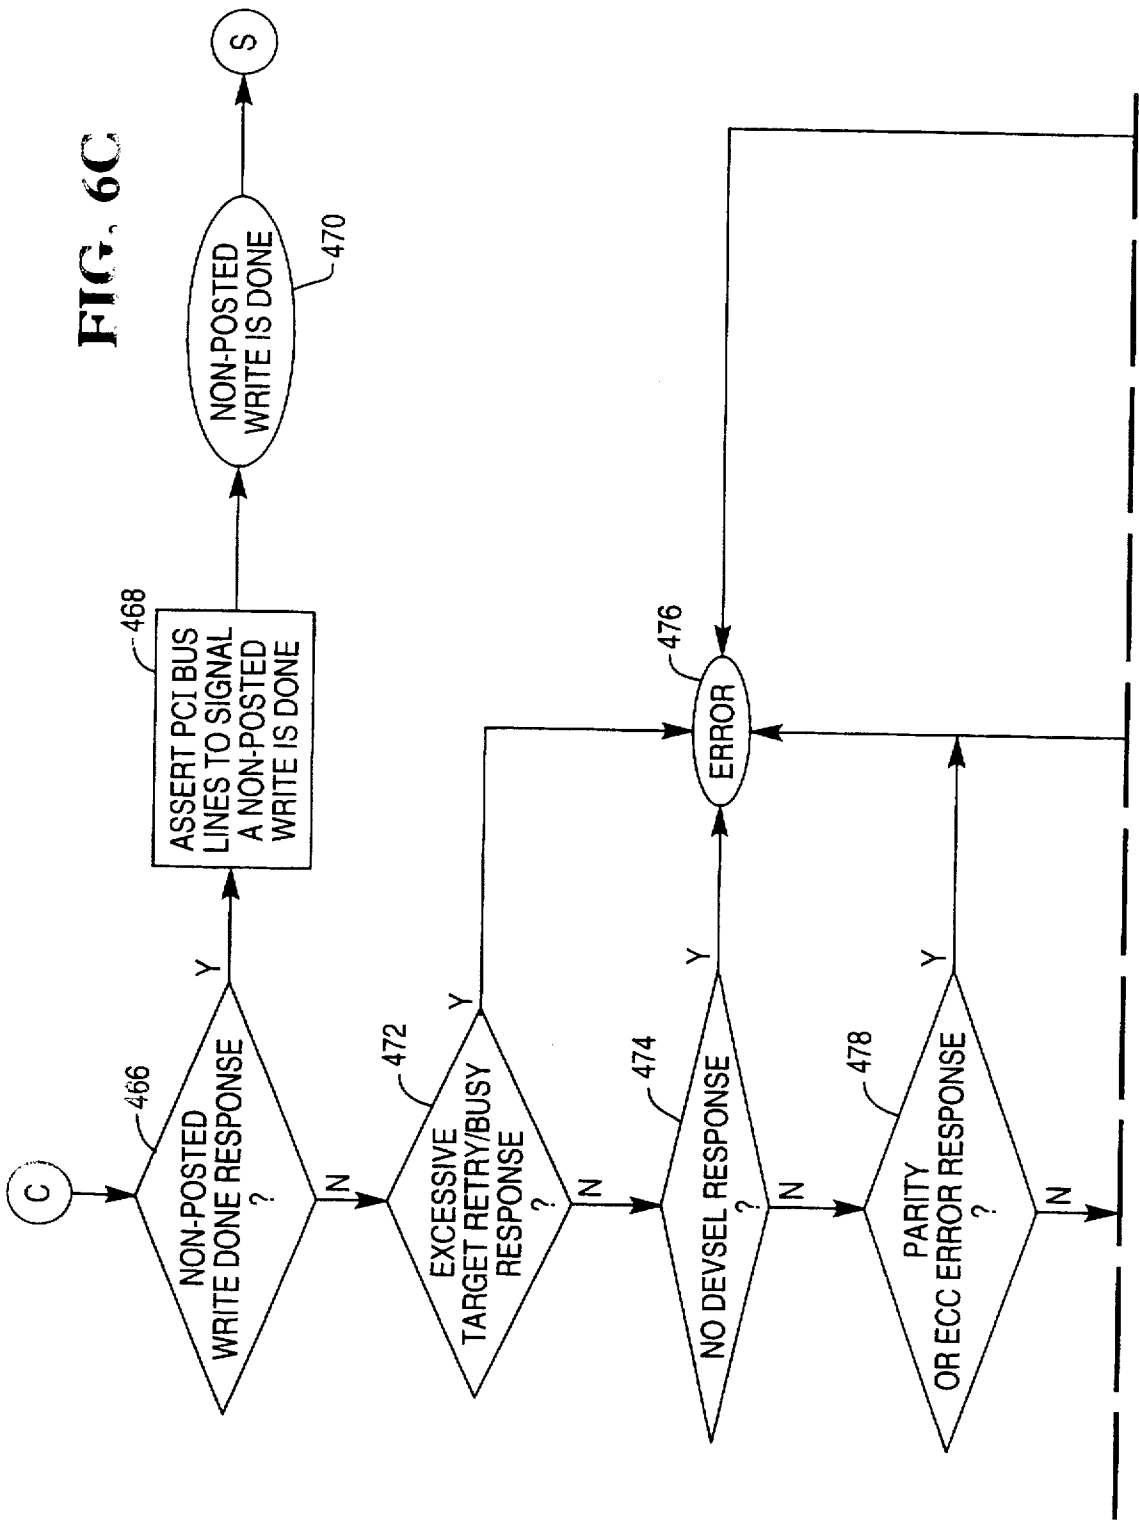 FIG. 6C
C
466
NON-POSTED
WRITE DONE RESPONSE
?
Y
N
468
ASSERT PCI BUS
LINES TO SIGNAL
A NON-POSTED
WRITE IS DONE
NON-POSTED
WRITE IS DONE
470
S
472
EXCESSIVE
TARGET RETRY/BUSY
RESPONSE
?
Y
N
474
NO DEVSEL RESPONSE
?
Y
N
476
ERROR
478
PARITY
OR ECC ERROR RESPONSE
?
Y
N